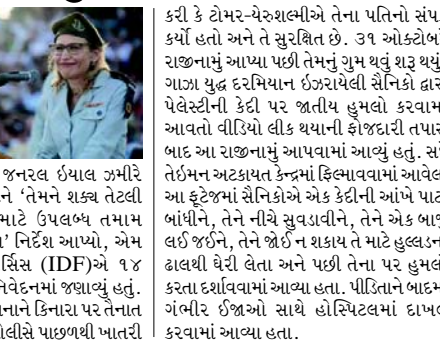 જનરલ ઇયાલ ઝમીરે
ને ‘તેમને શક્ય તેટલી
માટે ઉપલબ્ધ તમામ
’ નિર્દેશ આપ્યો, એમ
ર્સિસ (IDF)એ ૧૪
નિવેદનમાં જણાવ્યું હતું.
નાને કિનારા પર તૈનાત
ોલીસે પાછળથી ખાતરી
કરી કે ટોમર-યેરુશલ્મીએ તેના પતિનો સંપ
કર્યો હતો અને તે સુરક્ષિત છે. ૩૧ ઓક્ટોબ
રાજીનામું આપ્યા પછી તેમનું ગુમ થવું શરૂ થયું
ગાઝા યુદ્ધ દરમિયાન ઇઝરાયેલી સૈનિકો દ્વાર
પેલેસ્ટીની કેદી પર જાતીય હુમલો કરવામ
આવતો વીડિયો લીક થયાની ફોજદારી તપાર
બાદ આ રાજીનામું આપવામાં આવ્યું હતું. સ
તેઇમન અટકાયત કેન્દ્રમાં ફિલ્માવવામાં આવેલ
આ ફૂટેજમાં સૈનિકોએ એક કેદીની આંખે પાટ
બાંધીને, તેને નીચે સુવડાવીને, તેને એક બાજુ
લઈ જઈને, તેને જોઈ ન શકાય તે માટે હુલ્લડન
ઢાલથી ઘેરી લેતા અને પછી તેના પર હુમલ
કરતા દર્શાવવામાં આવ્યા હતા. પીડિતાને બાદમ
ગંભીર ઈજાઓ સાથે હોસ્પિટલમાં દાખ
કરવામાં આવ્યા હતા.